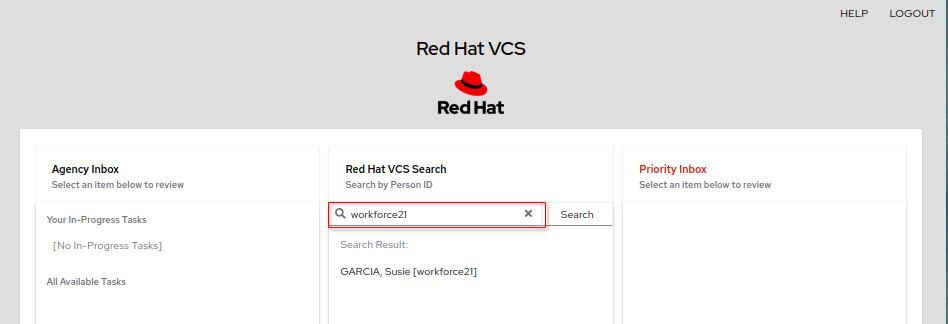 HELP LOGOUT
Red Hat VCS
Red Hat
Agency Inbox
Select an item below to review
Your In-Progress Tasks
[No In-Progress Tasks]
All Available Tasks
Red Hat VCS Search
Search by Person ID
workforce21
Search
Search Result:
GARCIA, Susie [workforce21]
Priority Inbox
Select an item below to review